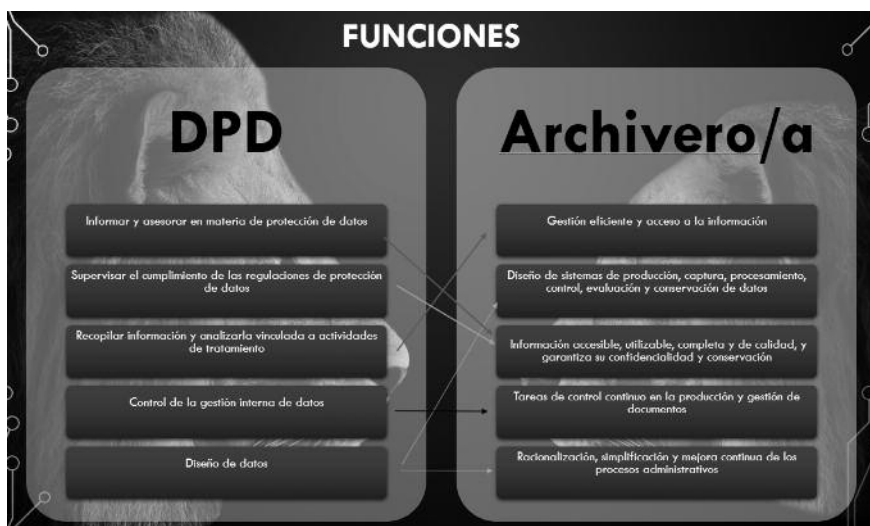 FUNCIONES
DPD
Informar y asesorar en materia de protección de datos
Supervisar el cumplimiento de las regulaciones de protección
de datos
Recopilar información y analizarla vinculada a actividades
de tratamiento
Control de la gestión interna de datos
Diseño de datos
Archivero/a
Gestión eficiente y acceso a la información
Diseño de sistemas de producción, captura, procesamiento,
control, evaluación y conservación de datos
Información accesible, utilizable, completa y de calidad, y
garantiza su confidencialidad y conservación
Tareas de control continuo en la producción y gestión de
documentos
Racionalización, simplificación y mejora continua de los
procesos administrativos